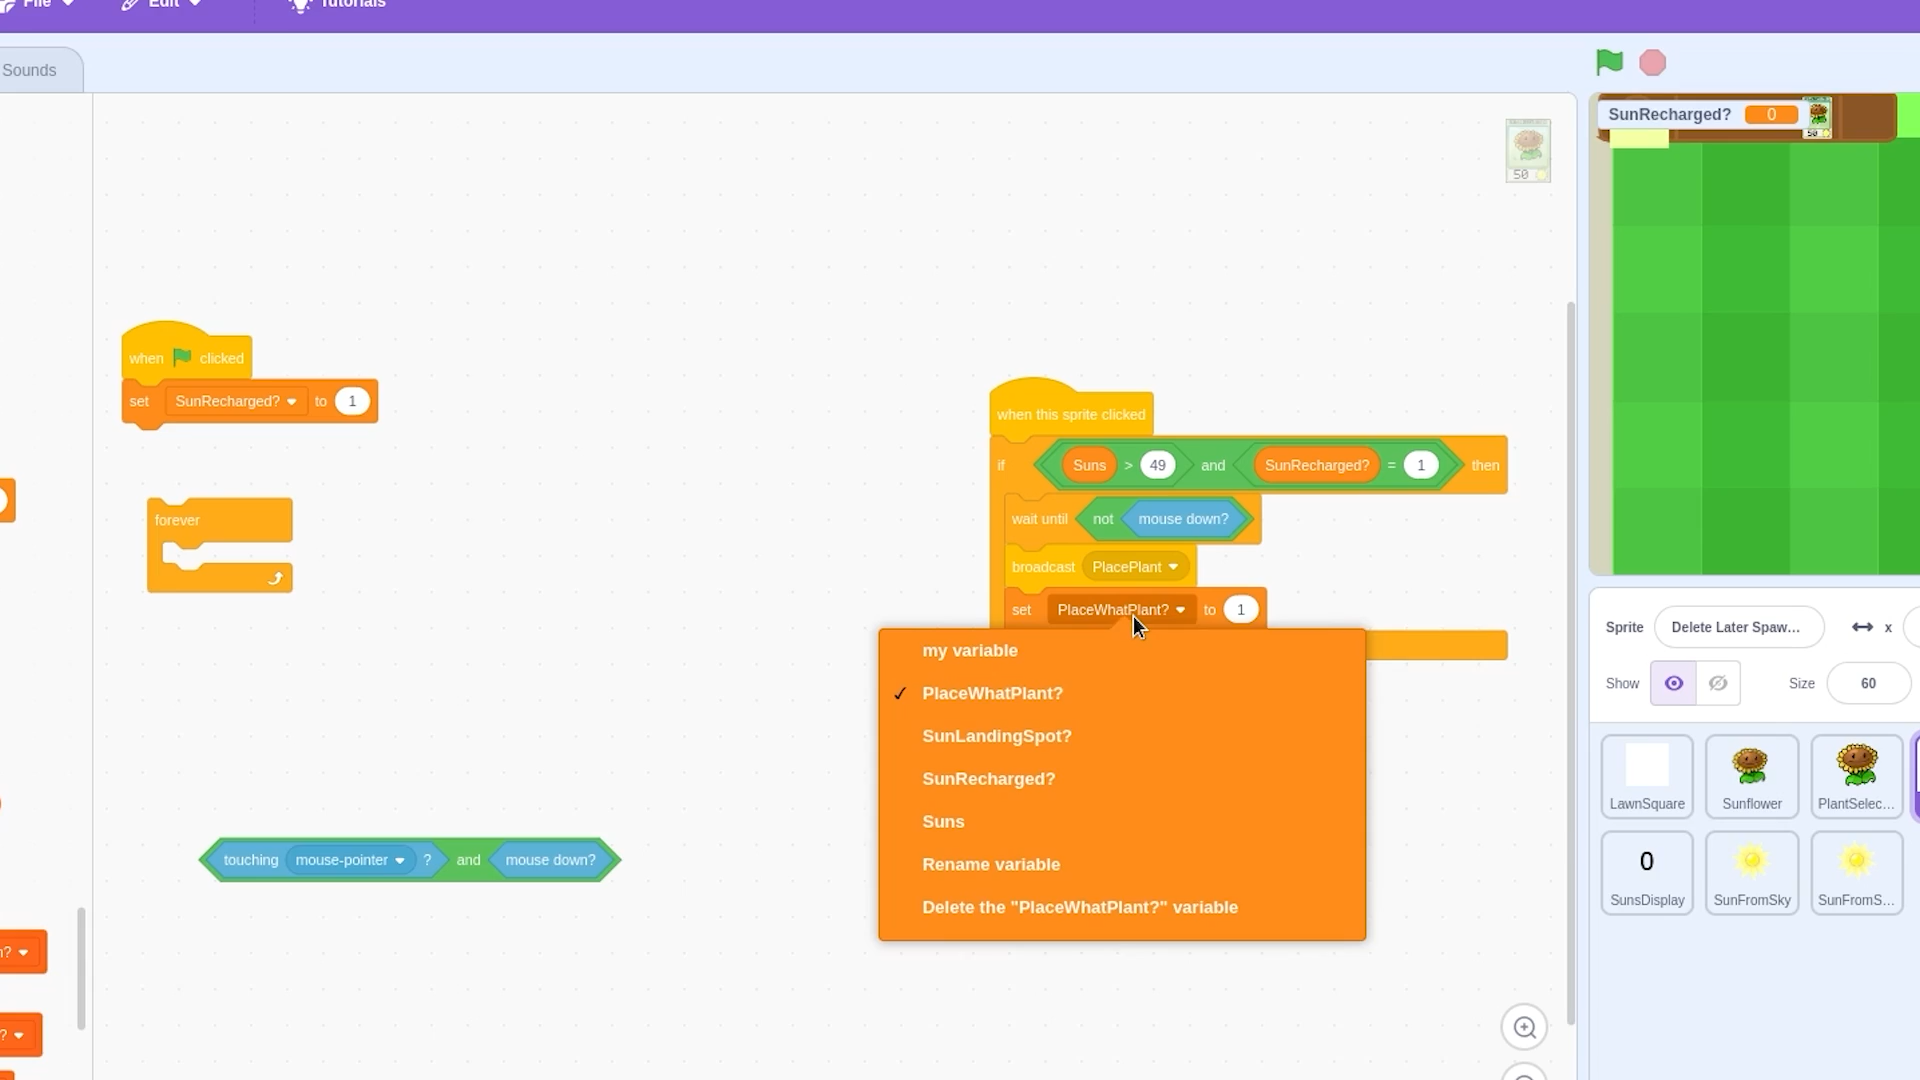 File
Edit
Tutorials
Sounds
50
SunRecharged? 0
50
when clicked
set SunRecharged? to 1
when this sprite clicked
if Suns > 49 and SunRecharged? = 1 then
wait until not mouse down?
forever
broadcast PlacePlant
set PlaceWhatPlant? to 1
my variable
✓ PlaceWhatPlant?
SunLandingSpot?
SunRecharged?
Suns
Rename variable
Delete the "PlaceWhatPlant?" variable
touching mouse-pointer ? and mouse down?
Sprite Delete Later Spaw... x
Show Size 60
LawnSquare Sunflower PlantSelec...
0
SunsDisplay SunFromSky SunFromS...